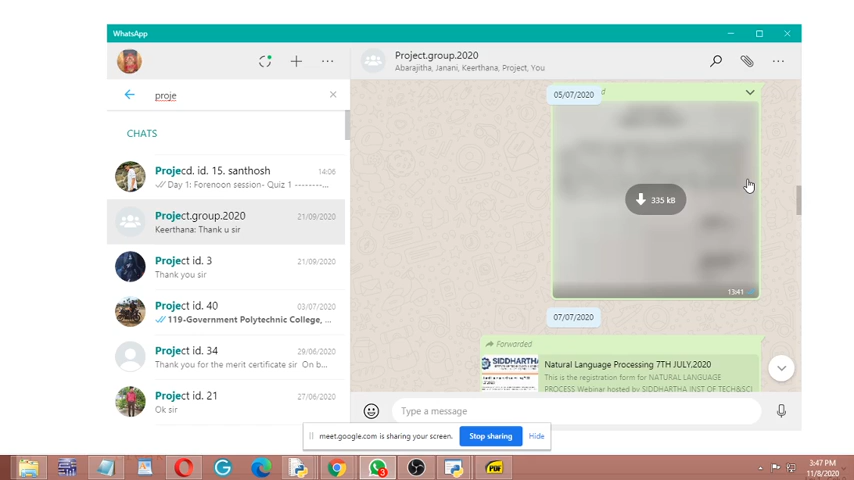 WhatsApp
proje
CHATS
Projecd. id. 15. santhosh 14:06
Day 1: Forenoon session- Quiz 1 --------...
Project.group.2020 21/09/2020
Keerthana: Thank u sir
Project id. 3 21/09/2020
Thank you sir
Project id. 40 03/07/2020
119-Government Polytechnic College, ...
Project id. 34 29/06/2020
Thank you for the merit certificate sir On b...
Project id. 21 27/06/2020
Ok sir
Project.group.2020
Abarajitha, Janani, Keerthana, Project, You
05/07/2020
335 kB
13:41
07/07/2020
Forwarded
SIDDHARTHA
Natural Language Processing 7TH JULY,2020
This is the registration form for NATURAL LANGUAGE
PROCESS Webinar hosted by SIDDHARTHA INST OF TECH&SCI
Type a message
meet.google.com is sharing your screen. Stop sharing Hide
3
PDF
3:47 PM
11/8/2020